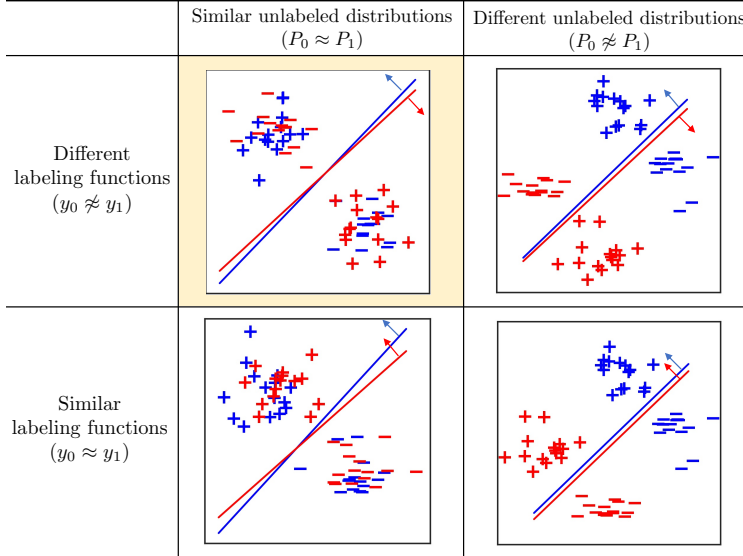 Similar unlabeled distributions
(P₀ ≈ P₁)
Different unlabeled distributions
(P₀ ≉ P₁)
Different
labeling functions
(y₀ ≉ y₁)
Similar
labeling functions
(y₀ ≈ y₁)